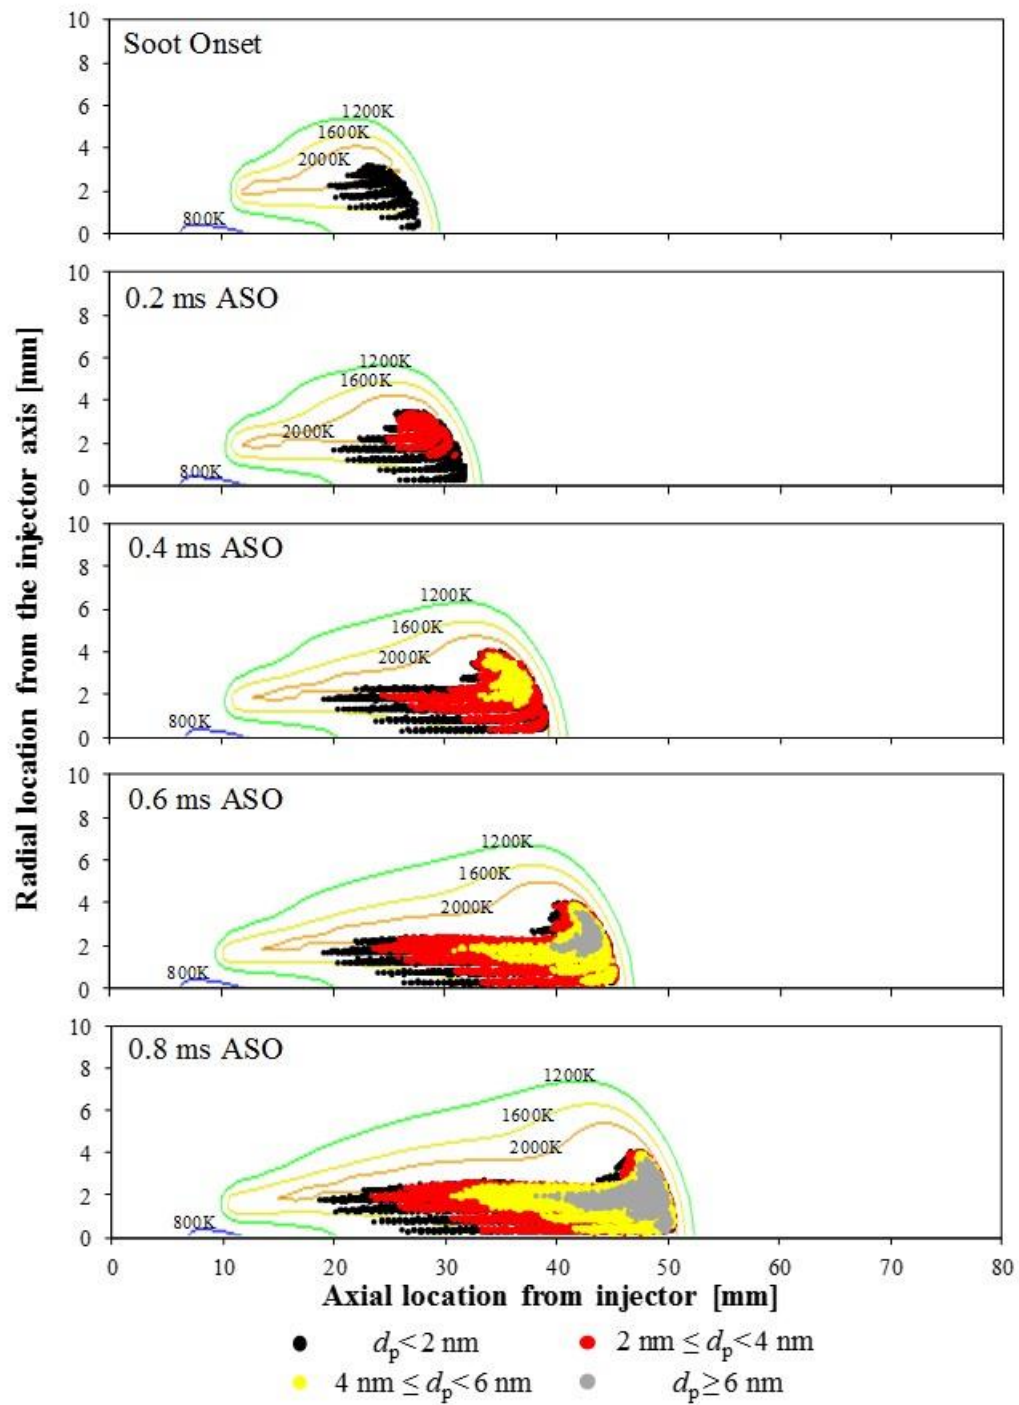 Radial location from the injector axis [mm]
10
Soot Onset
8
6
1200K
1600K
4
2000K
2
800K
0
10
0.2 ms ASO
8
6
1200K
1600K
4
2000K
2
800K
0
10
0.4 ms ASO
8
6
1200K
1600K
4
2000K
2
800K
0
10
0.6 ms ASO
8
1200K
6
1600K
4
2000K
2
800K
0
10
0.8 ms ASO
8
1200K
6
1600K
2000K
4
2
800K
0
0 10 20 30 40 50 60 70 80
Axial location from injector [mm]
dp<2 nm 2 nm ≤ dp<4 nm
4 nm ≤ dp<6 nm dp≥6 nm